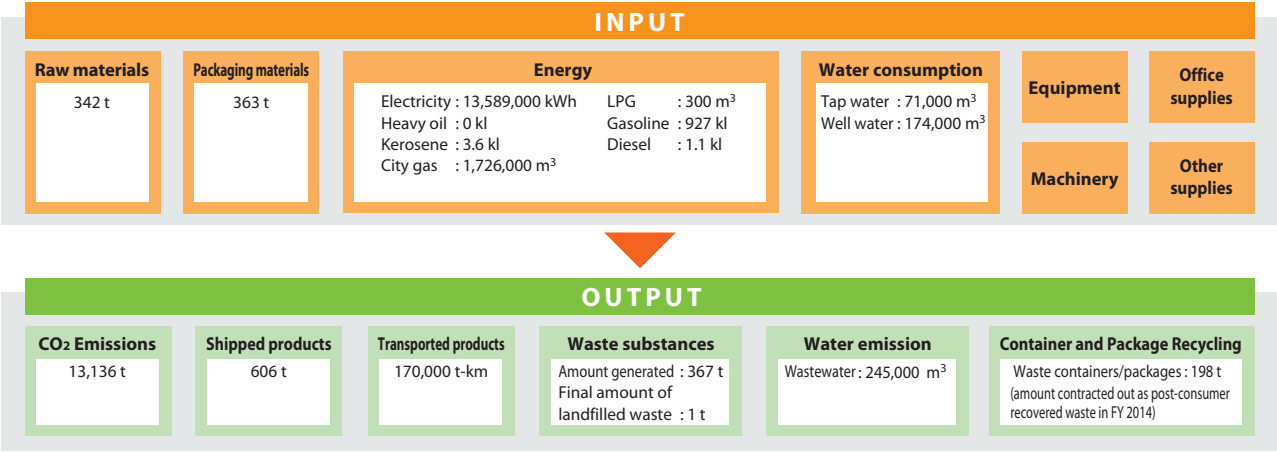 INPUT
Raw materials
342 t
Packaging materials
363 t
Energy
Electricity : 13,589,000 kWh
Heavy oil : 0 kl
Kerosene : 3.6 kl
City gas : 1,726,000 m³
LPG : 300 m³
Gasoline : 927 kl
Diesel : 1.1 kl
Water consumption
Tap water : 71,000 m³
Well water : 174,000 m³
Equipment
Office
supplies
Machinery
Other
supplies
OUTPUT
CO₂ Emissions
13,136 t
Shipped products
606 t
Transported products
170,000 t-km
Waste substances
Amount generated : 367 t
Final amount of
landfilled waste : 1 t
Water emission
Wastewater : 245,000 m³
Container and Package Recycling
Waste containers/packages : 198 t
(amount contracted out as post-consumer
recovered waste in FY 2014)